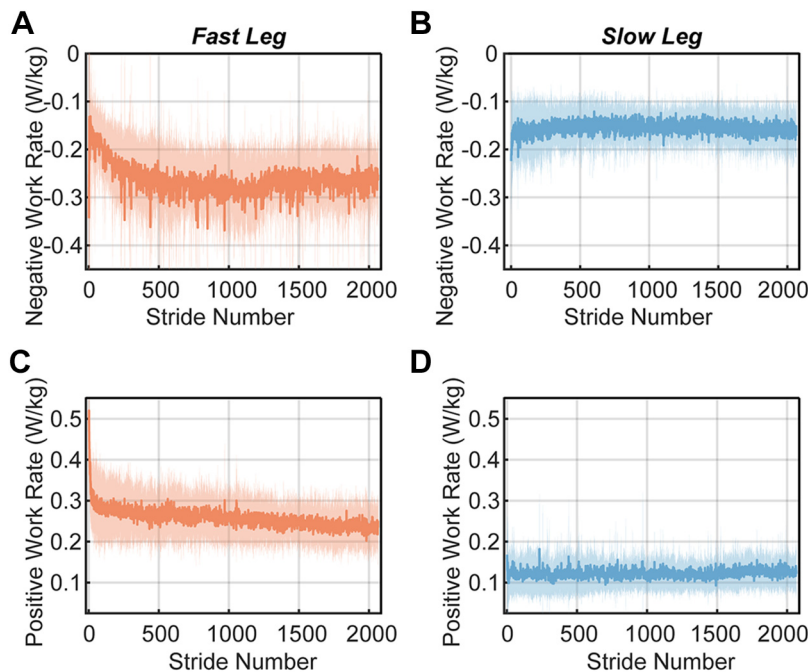 A
Fast Leg
B
Slow Leg
Negative Work Rate (W/kg)
0
-0.1
-0.2
-0.3
-0.4
0 500 1000 1500 2000
Stride Number
Negative Work Rate (W/kg)
0
-0.1
-0.2
-0.3
-0.4
0 500 1000 1500 2000
Stride Number
C
Positive Work Rate (W/kg)
0.5
0.4
0.3
0.2
0.1
0 500 1000 1500 2000
Stride Number
D
Positive Work Rate (W/kg)
0.5
0.4
0.3
0.2
0.1
0 500 1000 1500 2000
Stride Number